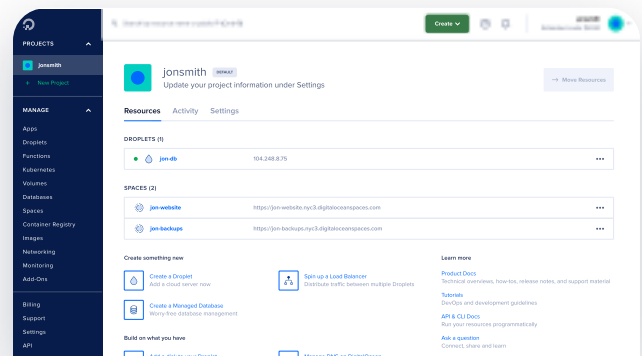 Create
PROJECTS
jonsmith
+ New Project
MANAGE
Apps
Droplets
Functions
Kubernetes
Volumes
Databases
Spaces
Container Registry
Images
Networking
Monitoring
Add-Ons
Billing
Support
Settings
API
jonsmith DEFAULT
Update your project information under Settings
→ Move Resources
Resources Activity Settings
DROPLETS (1)
jon-db 104.248.8.75
SPACES (2)
jon-website https://jon-website.nyc3.digitaloceanspaces.com
jon-backups https://jon-backups.nyc3.digitaloceanspaces.com
Create something new
Create a Droplet
Add a cloud server now
Spin up a Load Balancer
Distribute traffic between multiple Droplets
Create a Managed Database
Worry-free database management
Build on what you have
Learn more
Product Docs
Technical overviews, how-tos, release notes, and support material
Tutorials
DevOps and development guidelines
API & CLI Docs
Run your resources programmatically
Ask a question
Connect, share and learn